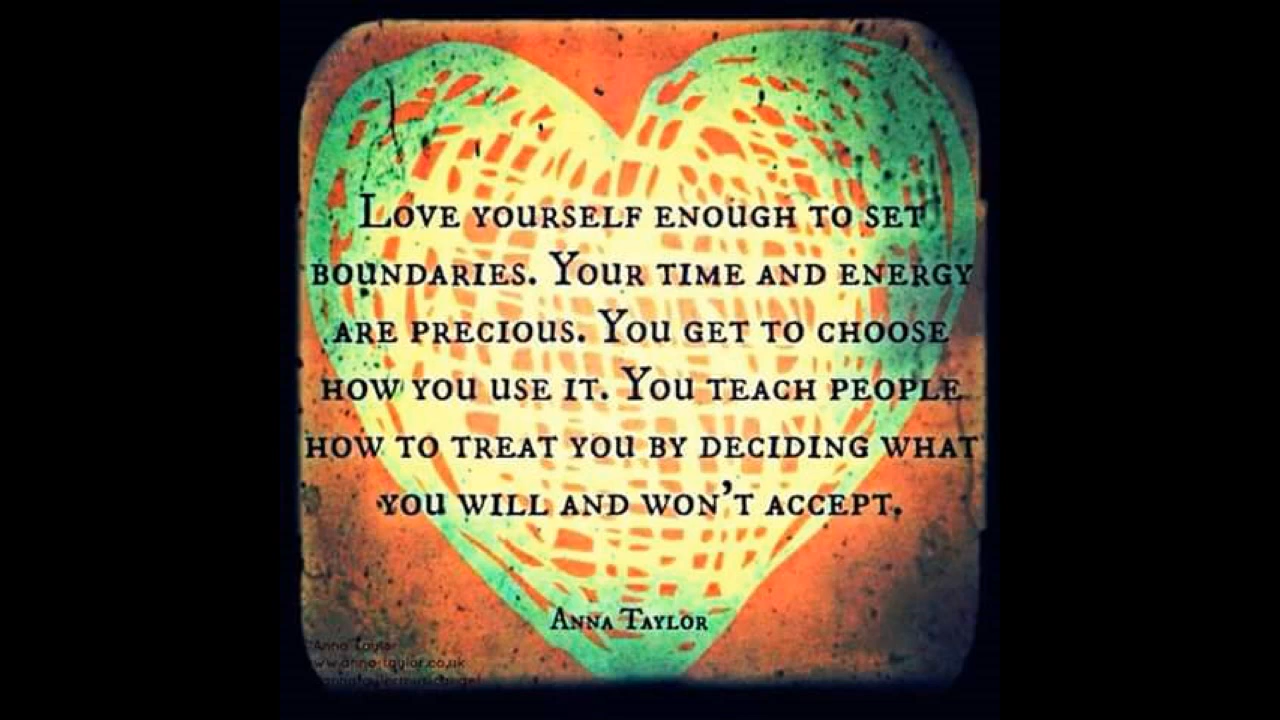 Love yourself enough to set
boundaries. Your time and energy
are precious. You get to choose
how you use it. You teach people
how to treat you by deciding what
you will and won't accept.
Anna Taylor
Anna Taylor
www.anna-taylor.co.uk